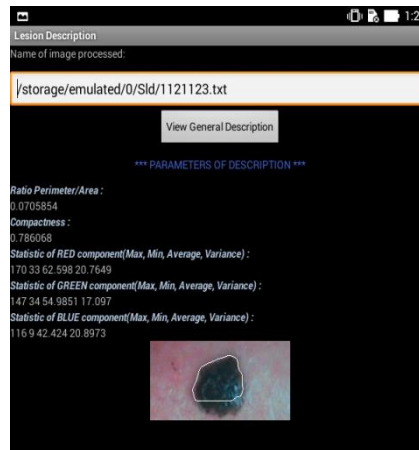 1:2
Lesion Description
Name of image processed:
/storage/emulated/0/Sld/1121123.txt
View General Description
*** PARAMETERS OF DESCRIPTION ***
Ratio Perimeter/Area :
0.0705854
Compactness :
0.786068
Statistic of RED component(Max, Min, Average, Variance) :
170 33 62.598 20.7649
Statistic of GREEN component(Max, Min, Average, Variance) :
147 34 54.9851 17.097
Statistic of BLUE component(Max, Min, Average, Variance) :
116 9 42.424 20.8973